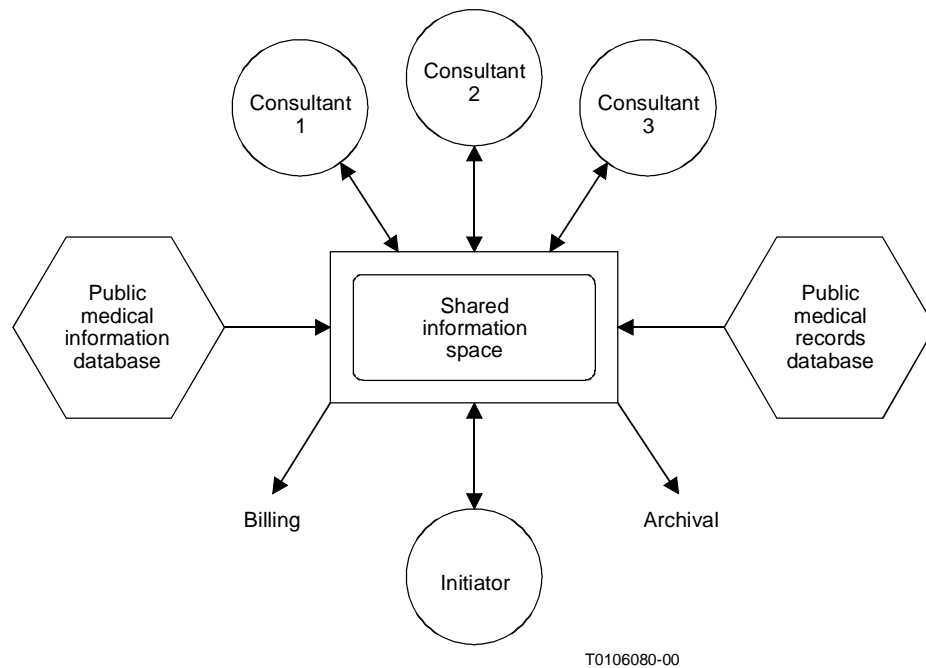 Consultant
1
Consultant
2
Consultant
3
Public
medical
information
database
Shared
information
space
Public
medical
records
database
Billing
Archival
Initiator
T0106080-00